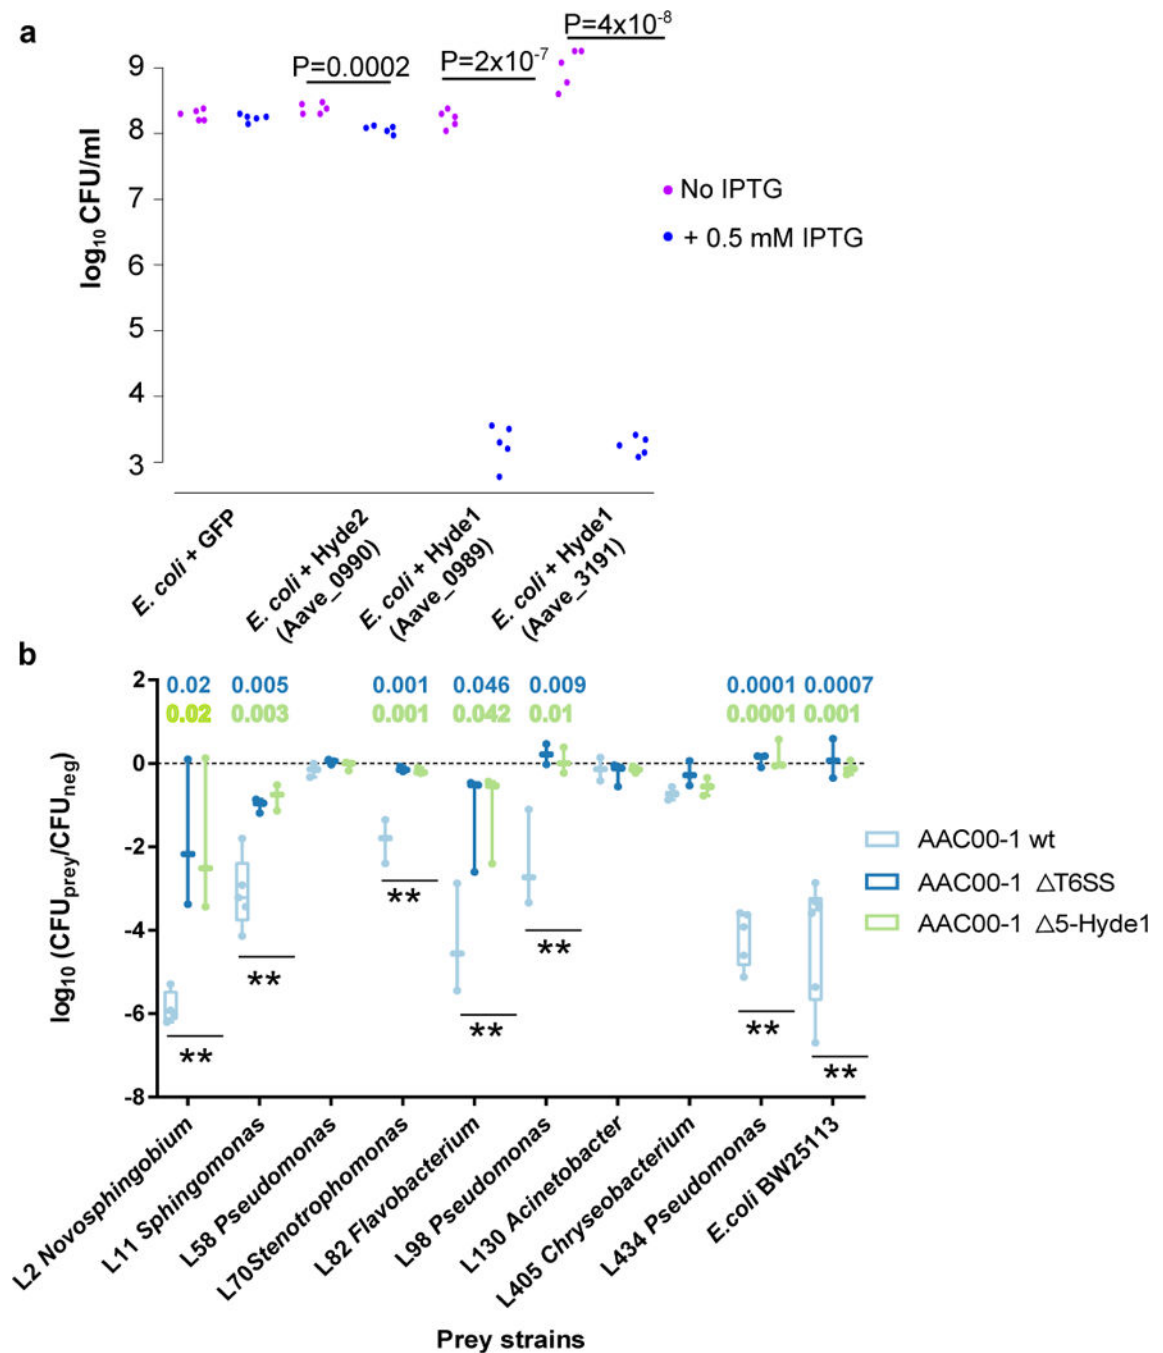 a
P=0.0002
P=2x10-7
P=4x10-8
9
8
7
6
5
4
3
log10 CFU/ml
No IPTG
+ 0.5 mM IPTG
E. coli + GFP
E. coli + Hyde2
(Aave_0990)
E. coli + Hyde1
(Aave_0989)
E. coli + Hyde1
(Aave_3191)
b
2
0
-2
-4
-6
-8
log10 (CFUprey/CFUneg)
0.02 0.005 0.001 0.046 0.009 0.0001 0.0007
0.02 0.003 0.001 0.042 0.01 0.0001 0.001
**
**
**
**
**
**
**
AAC00-1 wt
AAC00-1 △T6SS
AAC00-1 △5-Hyde1
L2 Novosphingobium
L11 Sphingomonas
L58 Pseudomonas
L70Stenotrophomonas
L82 Flavobacterium
L98 Pseudomonas
L130 Acinetobacter
L405 Chryseobacterium
L434 Pseudomonas
E.coli BW25113
Prey strains